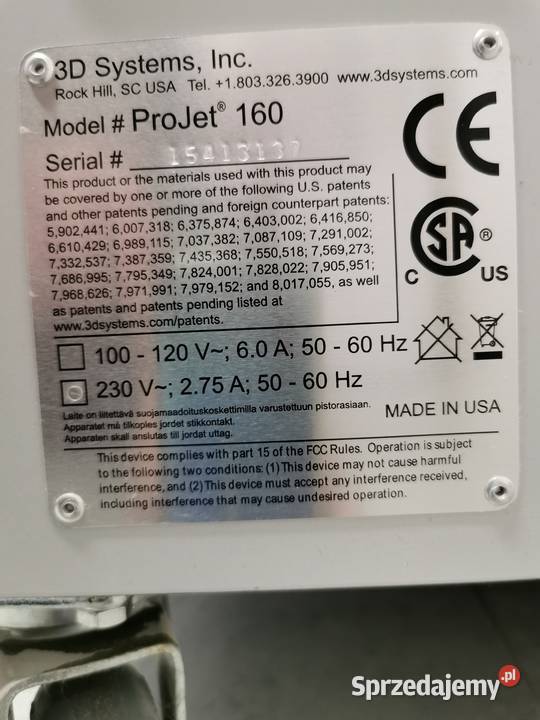 3D Systems, Inc.
Rock Hill, SC USA Tel. +1.803.326.3900 www.3dsystems.com
Model # ProJet® 160
Serial # 15413137
This product or the materials used with this product may
be covered by one or more of the following U.S. patents
and other patents pending and foreign counterpart patents:
5,902,441; 6,007,318; 6,375,874; 6,403,002; 6,416,850;
6,610,429; 6,989,115; 7,037,382; 7,087,109; 7,291,002;
7,332,537; 7,387,359; 7,435,368; 7,550,518; 7,569,273;
7,686,995; 7,795,349; 7,824,001; 7,828,022; 7,905,951;
7,968,626; 7,971,991; 7,979,152; and 8,017,055, as well
as patents and patents pending listed at
www.3dsystems.com/patents.
CE
C SA ® US
100 - 120 V~; 6.0 A; 50 - 60 Hz
230 V~; 2.75 A; 50 - 60 Hz
Laite on liitettävä suojamaadoituskoskettimilla varustettuun pistorasiaan.
Apparatet må tilkoples jordet stikkontakt.
Apparaten skall anslutas till jordat uttag.
MADE IN USA
This device complies with part 15 of the FCC Rules. Operation is subject
to the following two conditions: (1) This device may not cause harmful
interference, and (2) This device must accept any interference received,
including interference that may cause undesired operation.
Sprzedajemy.pl